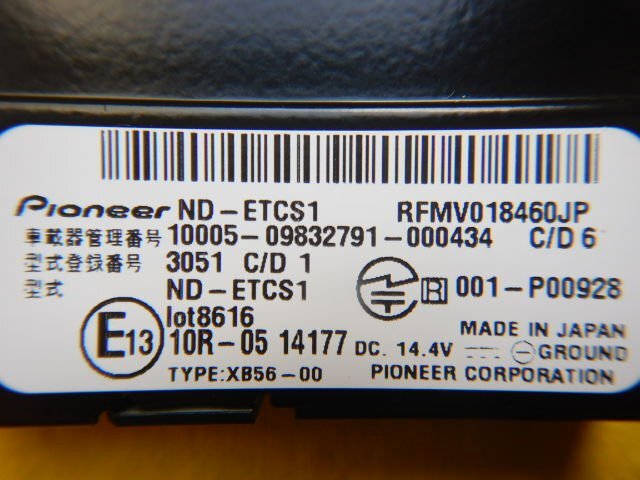 Pioneer ND-ETCS1 RFMV018460JP
車載器管理番号 10005-09832791-000434 C/D 6
型式登録番号 3051 C/D 1
型式 ND-ETCS1 R 001-P00928
lot8616
E13 10R-05 14177 DC. 14.4V MADE IN JAPAN
⊖GROUND
TYPE:XB56-00 PIONEER CORPORATION